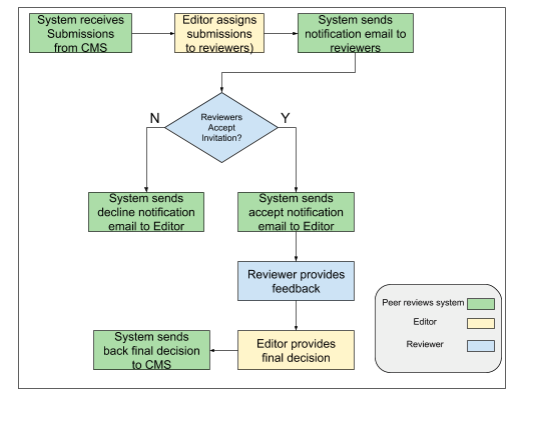 System receives
Submissions
from CMS
Editor assigns
submissions
to reviewers)
System sends
notification email to
reviewers
Reviewers
Accept
Invitation?
N
Y
System sends
decline notification
email to Editor
System sends
accept notification
email to Editor
Reviewer provides
feedback
Editor provides
final decision
System sends
back final decision
to CMS
Peer reviews system
Editor
Reviewer